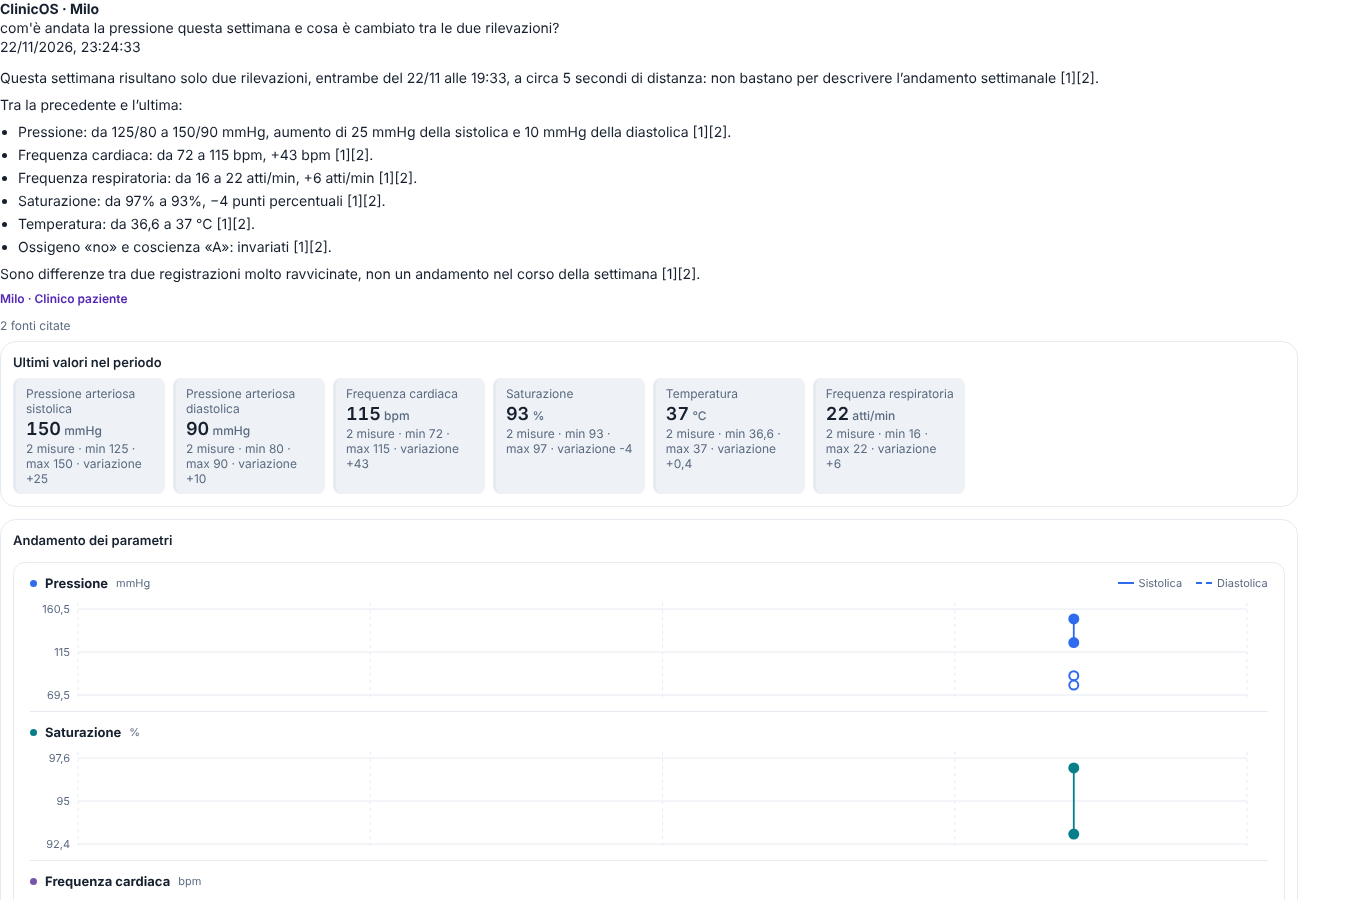 ClinicOS · Milo
com'è andata la pressione questa settimana e cosa è cambiato tra le due rilevazioni?
22/11/2026, 23:24:33
Questa settimana risultano solo due rilevazioni, entrambe del 22/11 alle 19:33, a circa 5 secondi di distanza: non bastano per descrivere l’andamento settimanale [1][2].
Tra la precedente e l’ultima:
• Pressione: da 125/80 a 150/90 mmHg, aumento di 25 mmHg della sistolica e 10 mmHg della diastolica [1][2].
• Frequenza cardiaca: da 72 a 115 bpm, +43 bpm [1][2].
• Frequenza respiratoria: da 16 a 22 atti/min, +6 atti/min [1][2].
• Saturazione: da 97% a 93%, −4 punti percentuali [1][2].
• Temperatura: da 36,6 a 37 °C [1][2].
• Ossigeno «no» e coscienza «A»: invariati [1][2].
Sono differenze tra due registrazioni molto ravvicinate, non un andamento nel corso della settimana [1][2].
Milo · Clinico paziente
2 fonti citate
Ultimi valori nel periodo
Pressione arteriosa
sistolica
150 mmHg
2 misure · min 125 ·
max 150 · variazione
+25
Pressione arteriosa
diastolica
90 mmHg
2 misure · min 80 ·
max 90 · variazione
+10
Frequenza cardiaca
115 bpm
2 misure · min 72 ·
max 115 · variazione
+43
Saturazione
93 %
2 misure · min 93 ·
max 97 · variazione -4
Temperatura
37 °C
2 misure · min 36,6 ·
max 37 · variazione
+0,4
Frequenza respiratoria
22 atti/min
2 misure · min 16 ·
max 22 · variazione
+6
Andamento dei parametri
Pressione mmHg
Sistolica
Diastolica
160,5
115
69,5
Saturazione %
97,6
95
92,4
Frequenza cardiaca bpm